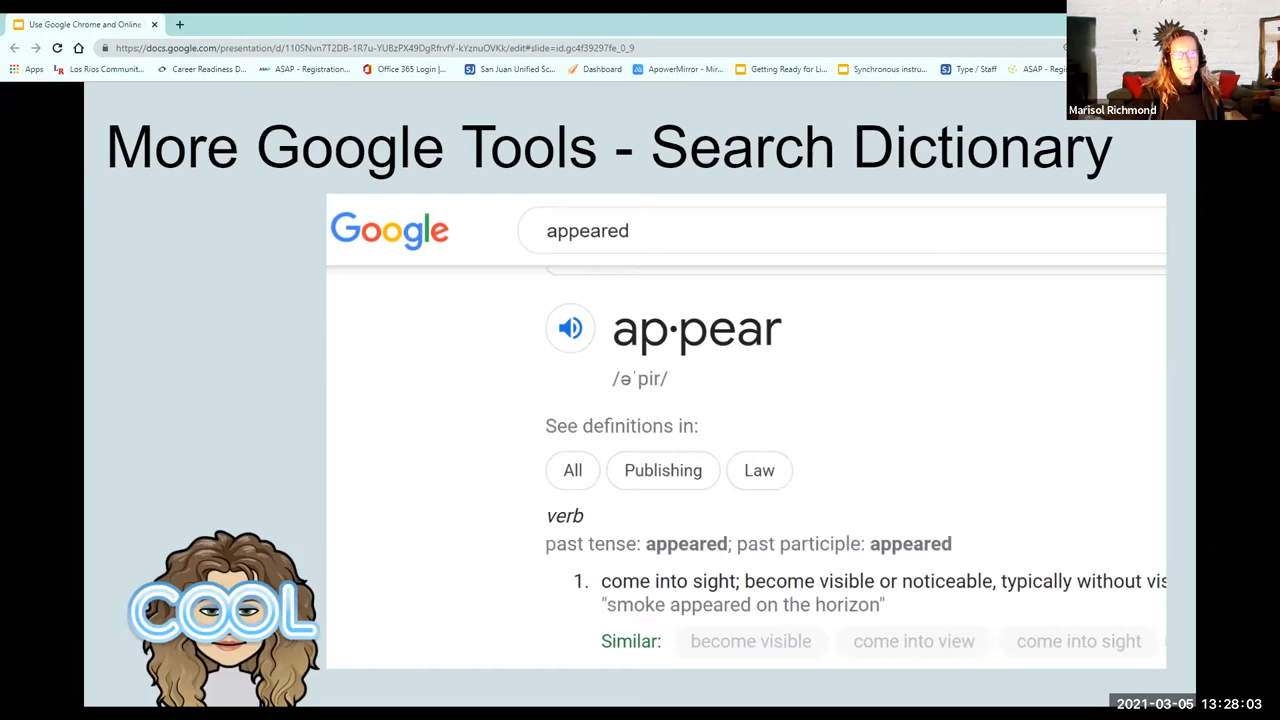 Use Google Chrome and Online
https://docs.google.com/presentation/d/110SNvn7T2DB-1R7u-YUBzPX49DgRfrvfY-kYznuOVKk/edit#slide=id.gc4f39297fe_0_9
Apps Los Rios Communit... Career Readiness D... ASAP - Registration... Office 365 Login |... San Juan Unified Sc... Dashboard ApowerMirror - Mir... Getting Ready for Li... Synchronous instru... Type / Staff ASAP - Regis
Marisol Richmond
More Google Tools - Search Dictionary
Google appeared
ap·pear
/əˈpir/
See definitions in:
All Publishing Law
verb
past tense: appeared; past participle: appeared
1. come into sight; become visible or noticeable, typically without vis
"smoke appeared on the horizon"
Similar: become visible come into view come into sight
COOL
2021-03-05 13:28:03